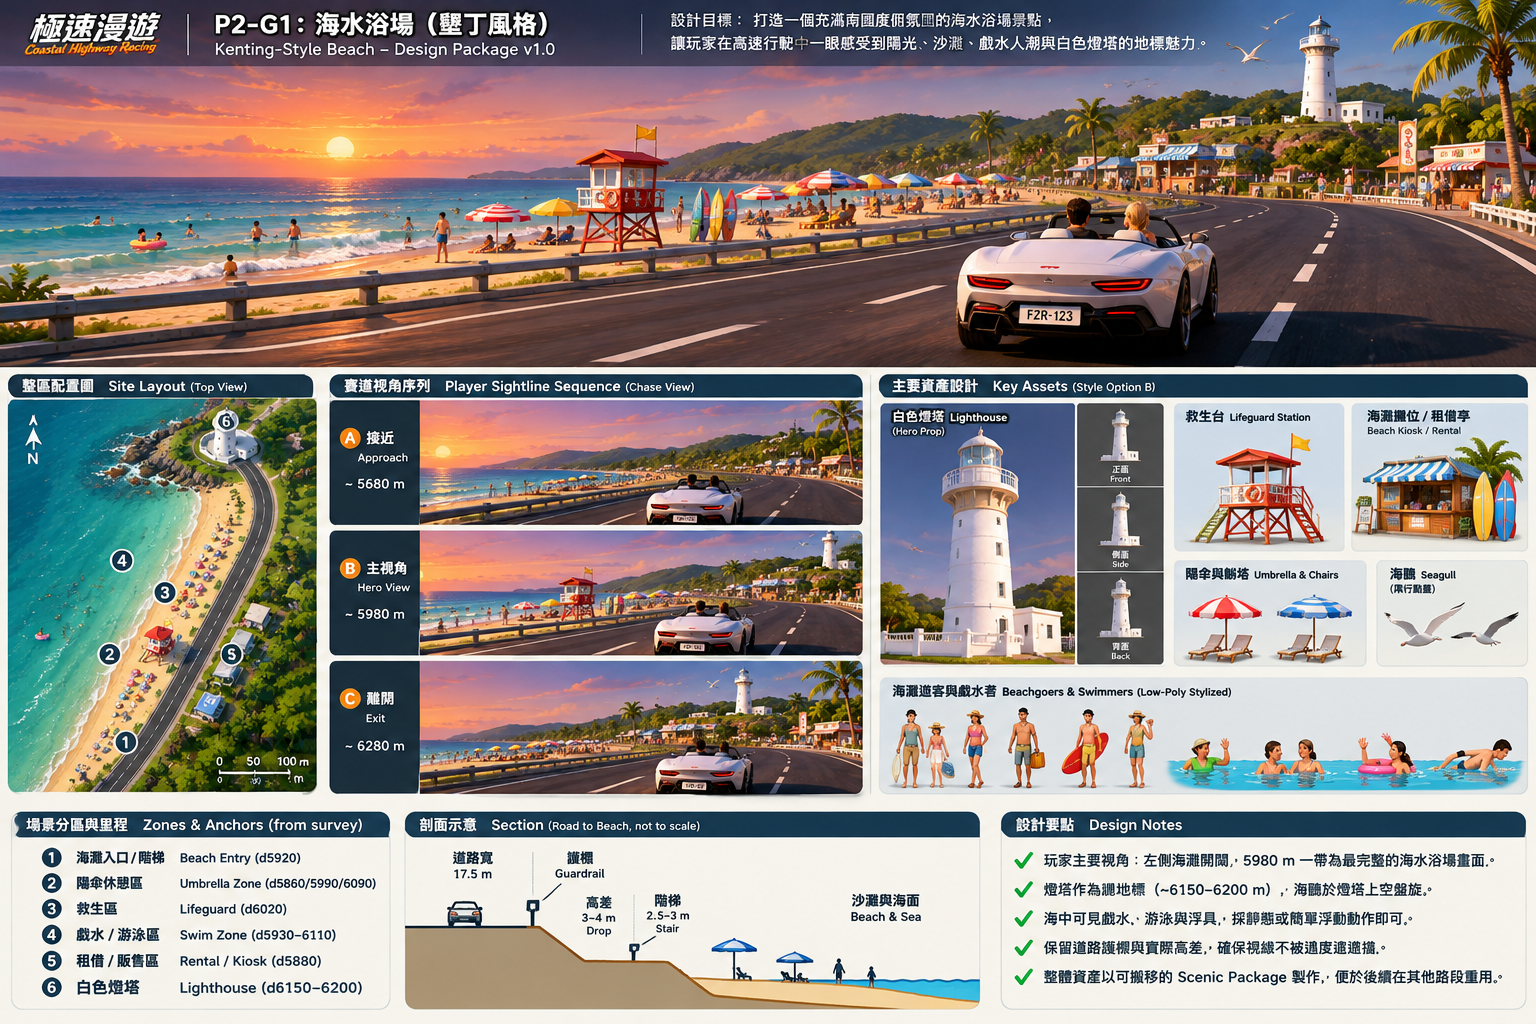 極速漫遊
Coastal Highway Racing
P2-G1：海水浴場（墾丁風格）
Kenting-Style Beach – Design Package v1.0
設計目標： 打造一個充滿南國度假氛圍的海水浴場景點，
讓玩家在高速行駛中一眼感受到陽光、沙灘、戲水人潮與白色燈塔的地標魅力。
FZR-123
整區配置圖 Site Layout (Top View)
N
6
4
3
2
5
1
0 50 100 m
賽道視角序列 Player Sightline Sequence (Chase View)
A 接近
Approach
~ 5680 m
B 主視角
Hero View
~ 5980 m
C 離開
Exit
~ 6280 m
主要資產設計 Key Assets (Style Option B)
白色燈塔 Lighthouse
(Hero Prop)
正面
Front
側面
Side
背面
Back
救生台 Lifeguard Station
海灘攤位 / 租借亭
Beach Kiosk / Rental
陽傘與躺椅 Umbrella & Chairs
海鷗 Seagull
海灘遊客與戲水者 Beachgoers & Swimmers (Low-Poly Stylized)
場景分區與里程 Zones & Anchors (from survey)
1 海灘入口 / 階梯 Beach Entry (d5920)
2 陽傘休憩區 Umbrella Zone (d5860/5990/6090)
3 救生區 Lifeguard (d6020)
4 戲水 / 游泳區 Swim Zone (d5930–6110)
5 租借 / 販售區 Rental / Kiosk (d5880)
6 白色燈塔 Lighthouse (d6150–6200)
剖面示意 Section (Road to Beach, not to scale)
道路寬
17.5 m
護欄
Guardrail
高差
3–4 m
Drop
階梯
2.5–3 m
Stair
沙灘與海面
Beach & Sea
設計要點 Design Notes
玩家主要視角：左側海灘開闊，5980 m 一帶為最完整的海水浴場畫面。
燈塔作為地標（~6150–6200 m），海鷗於燈塔上空盤旋。
海中可見戲水、游泳與浮具，採靜態或簡單浮動動作即可。
保留道路護欄與實際高差，確保視線不被過度遮擋。
整體資產以可搬移的 Scenic Package 製作，便於後續在其他路段重用。